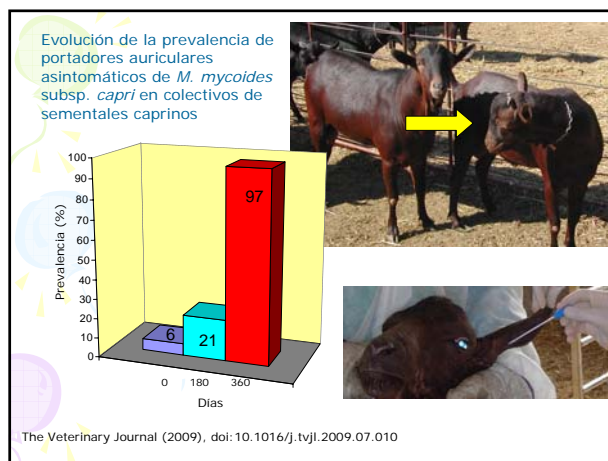 Evolución de la prevalencia de
portadores auriculares
asintomáticos de M. mycoides
subsp. capri en colectivos de
sementales caprinos
100
90
80
70
60
50
40
30
20
10
0
Prevalencia (%)
6
21
97
0 180 360
Días
The Veterinary Journal (2009), doi:10.1016/j.tvjl.2009.07.010